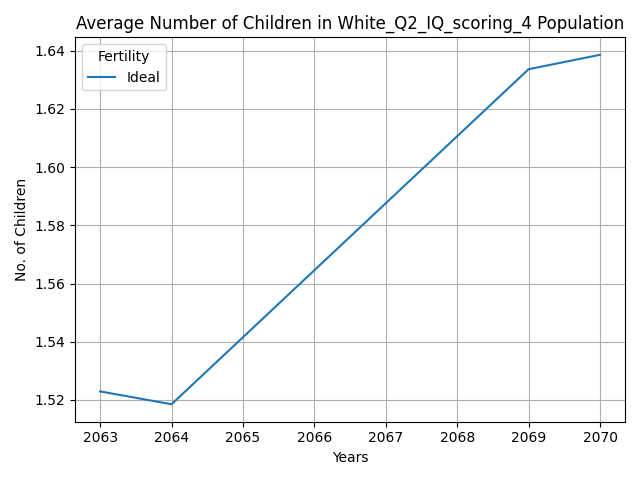 Average Number of Children in White_Q2_IQ_scoring_4 Population
Fertility
Ideal
No. of Children
1.64
1.62
1.60
1.58
1.56
1.54
1.52
2063 2064 2065 2066 2067 2068 2069 2070
Years